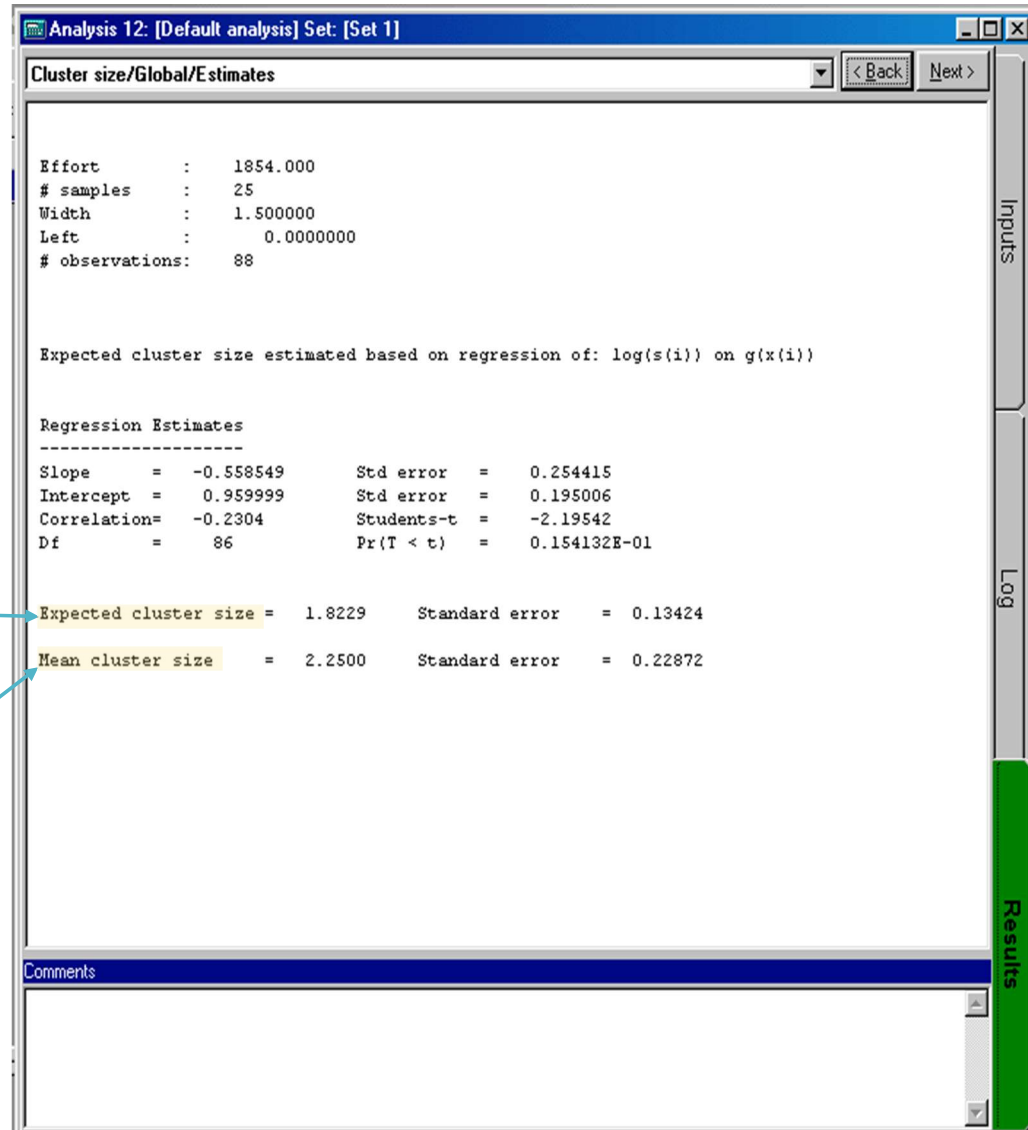 Analysis 12: [Default analysis] Set: [Set 1]
Cluster size/Global/Estimates
< Back
Next >
Effort : 1854.000
# samples : 25
Width : 1.500000
Left : 0.0000000
# observations: 88
Expected cluster size estimated based on regression of: log(s(i)) on g(x(i))
Regression Estimates
--------------------
Slope = -0.558549 Std error = 0.254415
Intercept = 0.959999 Std error = 0.195006
Correlation= -0.2304 Students-t = -2.19542
Df = 86 Pr(T < t) = 0.154132E-01
Expected cluster size = 1.8229 Standard error = 0.13424
Mean cluster size = 2.2500 Standard error = 0.22872
Comments
Inputs
Log
Results